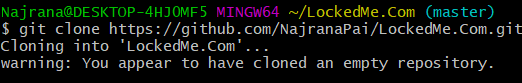 Najrana@DESKTOP-4HJOMF5 MINGW64 ~/LockedMe.Com (master)
$ git clone https://github.com/NajranaPai/LockedMe.Com.git
Cloning into 'LockedMe.Com'...
warning: You appear to have cloned an empty repository.